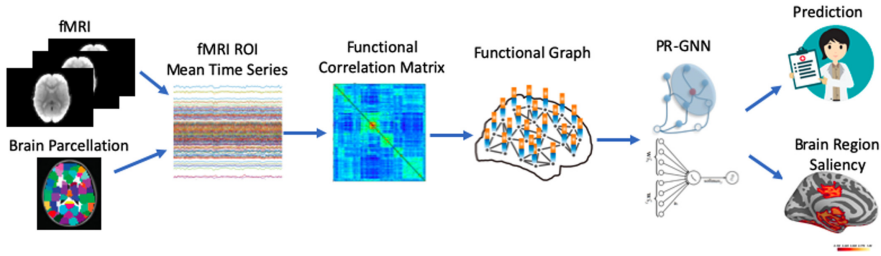 fMRI
Brain Parcellation
fMRI ROI
Mean Time Series
Functional
Correlation Matrix
Functional Graph
PR-GNN
Prediction
Brain Region
Saliency